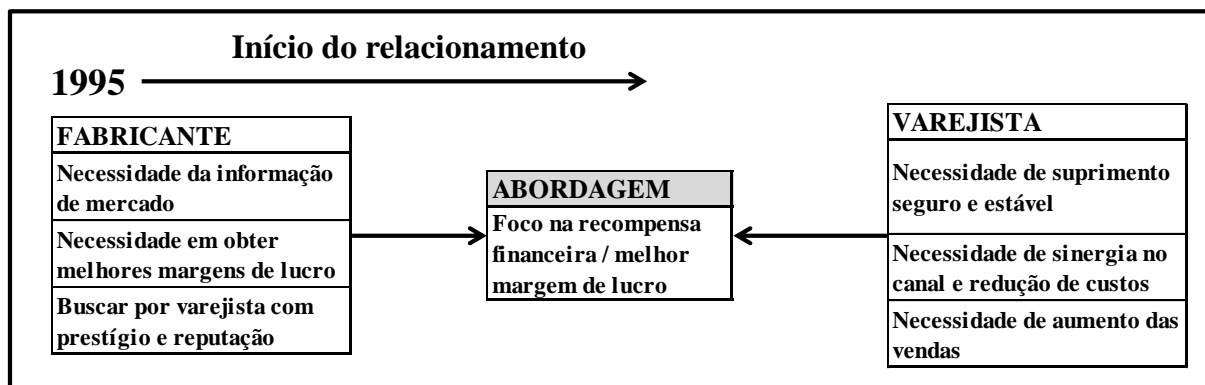 Início do relacionamento
1995
FABRICANTE
Necessidade da informação
de mercado
Necessidade em obter
melhores margens de lucro
Buscar por varejista com
prestígio e reputação
ABORDAGEM
Foco na recompensa
financeira / melhor
margem de lucro
VAREJISTA
Necessidade de suprimento
seguro e estável
Necessidade de sinergia no
canal e redução de custos
Necessidade de aumento das
vendas